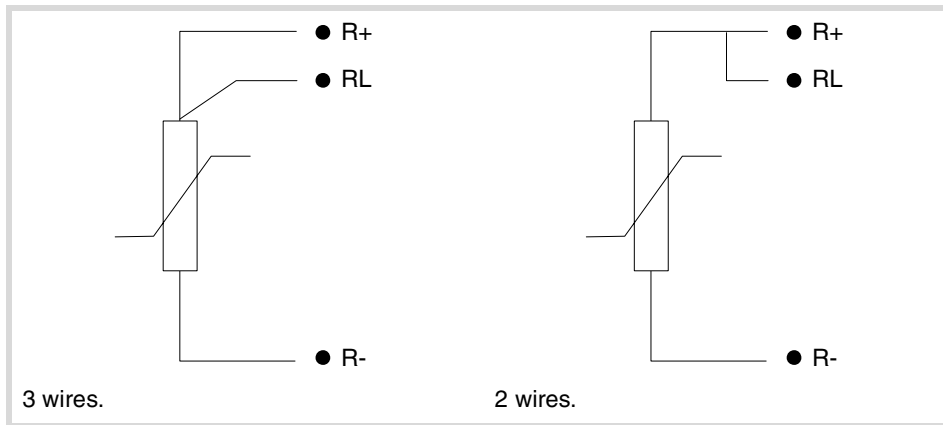 R+
RL
R-
3 wires.
R+
RL
R-
2 wires.